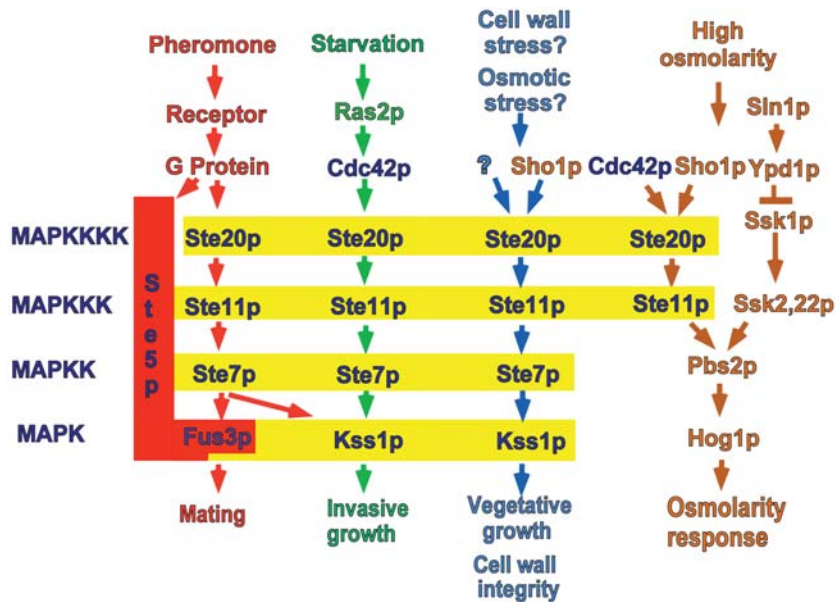 Pheromone
Starvation
Cell wall
stress?
Osmotic
stress?
High
osmolarity
Sln1p
Receptor
Ras2p
G Protein
Cdc42p
?
Sho1p
Cdc42p
Sho1p
Ypd1p
Ssk1p
MAPKKKK
Ste20p
Ste20p
Ste20p
Ste20p
Ste5p
MAPKKK
Ste11p
Ste11p
Ste11p
Ste11p
Ssk2,22p
MAPKK
Ste7p
Ste7p
Ste7p
Pbs2p
MAPK
Fus3p
Kss1p
Kss1p
Hog1p
Mating
Invasive
growth
Vegetative
growth
Cell wall
integrity
Osmolarity
response